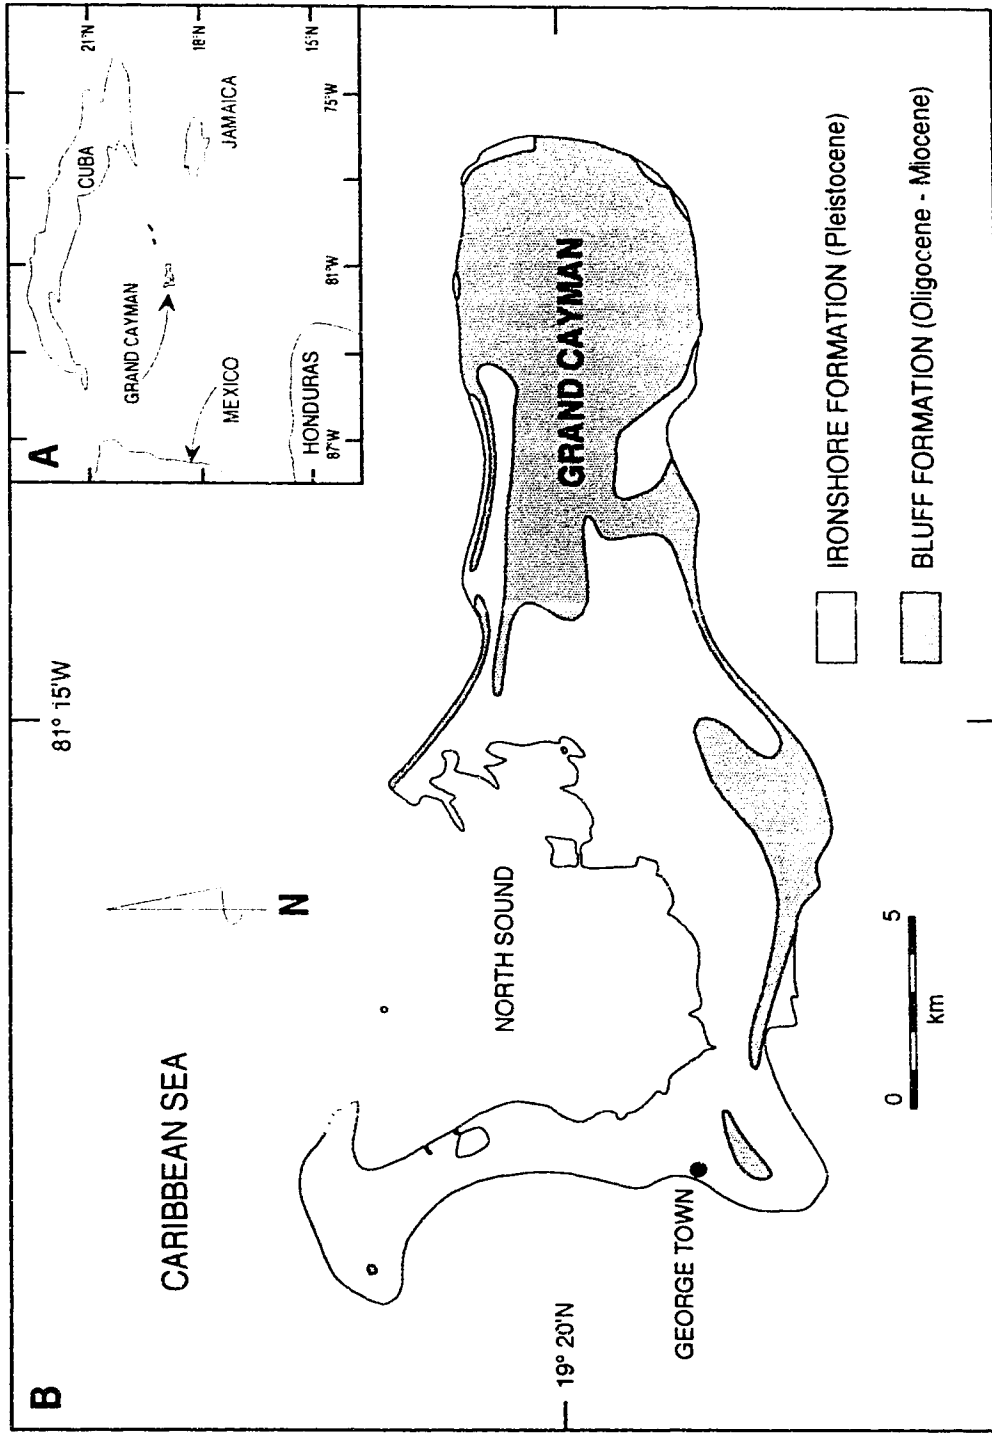 B
CARIBBEAN SEA
N
81° 15'W
A
21°N
18°N
15°N
CUBA
GRAND CAYMAN
MEXICO
JAMAICA
HONDURAS
87°W
81°W
75°W
NORTH SOUND
GRAND CAYMAN
19° 20'N
GEORGE TOWN
0
5
km
IRONSHORE FORMATION (Pleistocene)
BLUFF FORMATION (Oligocene - Miocene)